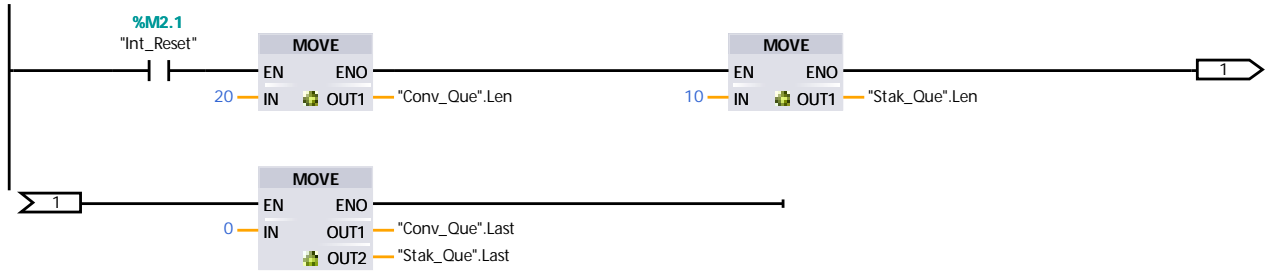 %M2.1
"Int_Reset"
MOVE
MOVE
EN ENO
EN ENO
1
20 IN OUT1 "Conv_Que".Len
10 IN OUT1 "Stak_Que".Len
MOVE
1
EN ENO
0 IN OUT1 "Conv_Que".Last
OUT2 "Stak_Que".Last